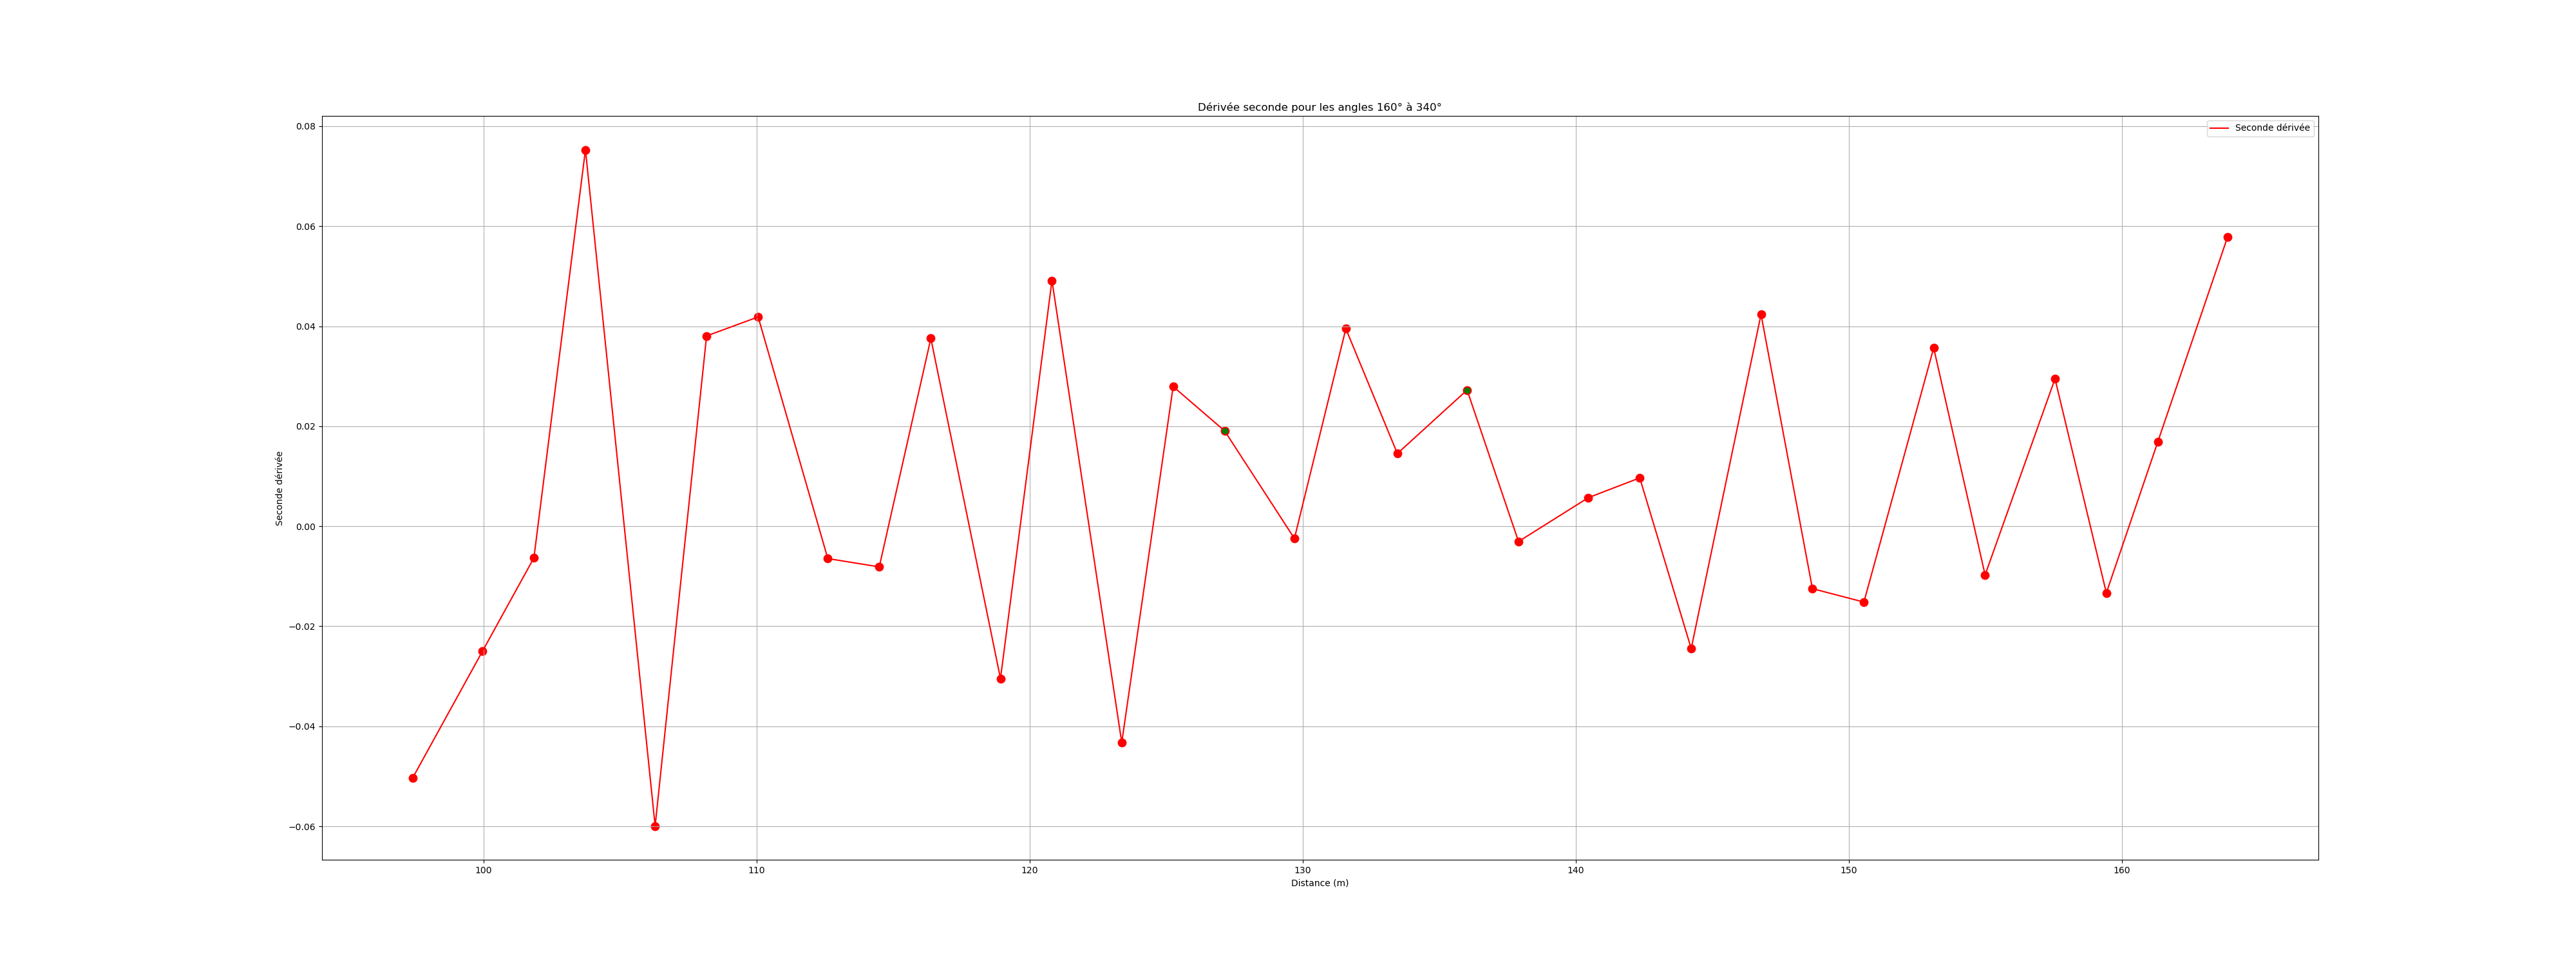 Dérivée seconde pour les angles 160° à 340°
Seconde dérivée
0.08
0.06
0.04
0.02
0.00
−0.02
−0.04
−0.06
Seconde dérivée
100 110 120 130 140 150 160
Distance (m)